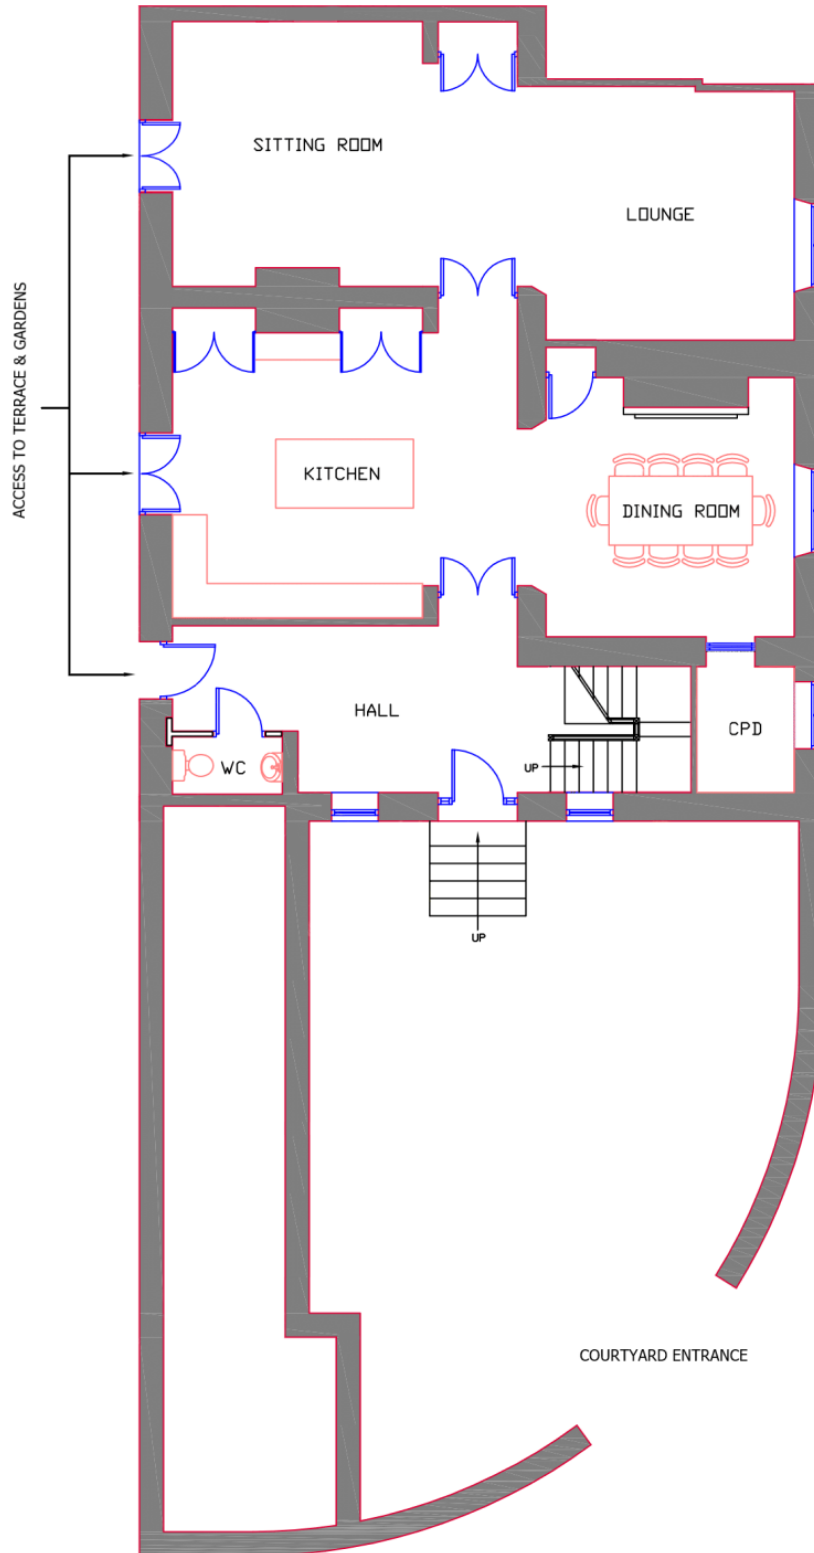 SITTING ROOM
LOUNGE
ACCESS TO TERRACE & GARDENS
KITCHEN
DINING ROOM
HALL
CPD
WC
UP
UP
COURTYARD ENTRANCE